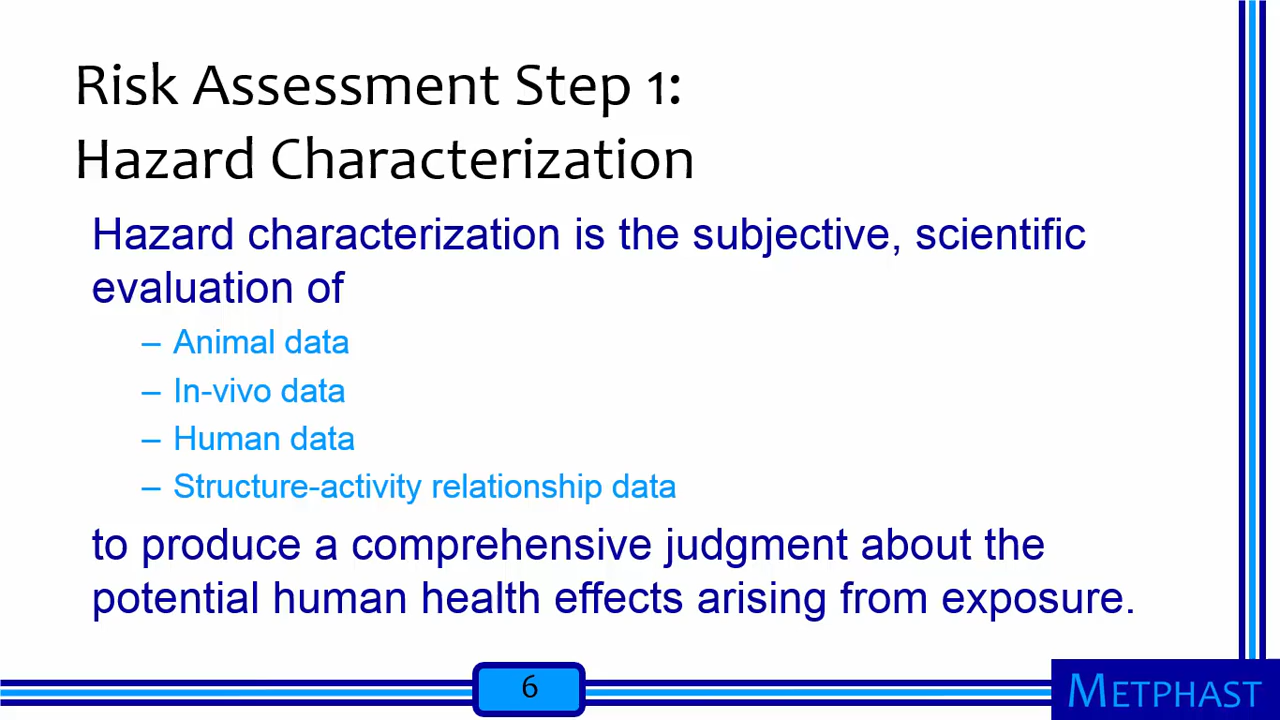 Risk Assessment Step 1:
Hazard Characterization
Hazard characterization is the subjective, scientific
evaluation of
– Animal data
– In-vivo data
– Human data
– Structure-activity relationship data
to produce a comprehensive judgment about the
potential human health effects arising from exposure.
6
METPHAST